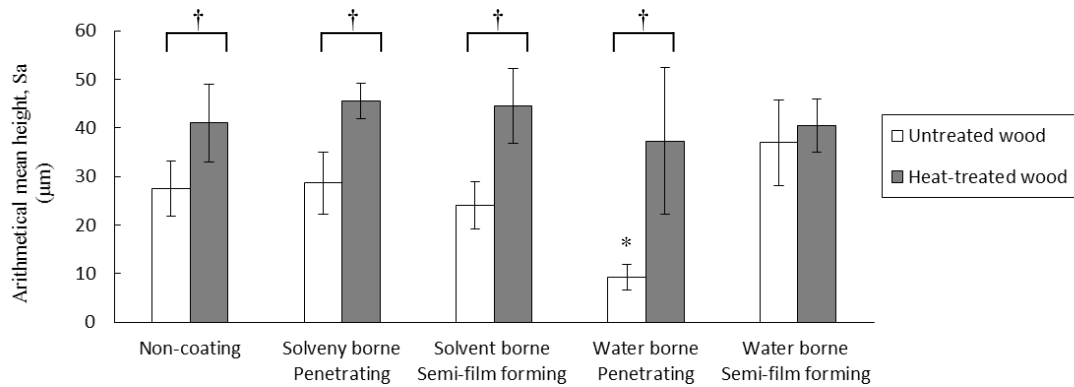 † † † †
60
50
40
30
20
10
0
Arithmetical mean height, Sa
(μm)
*
Untreated wood
Heat-treated wood
Non-coating
Solveny borne
Penetrating
Solvent borne
Semi-film forming
Water borne
Penetrating
Water borne
Semi-film forming